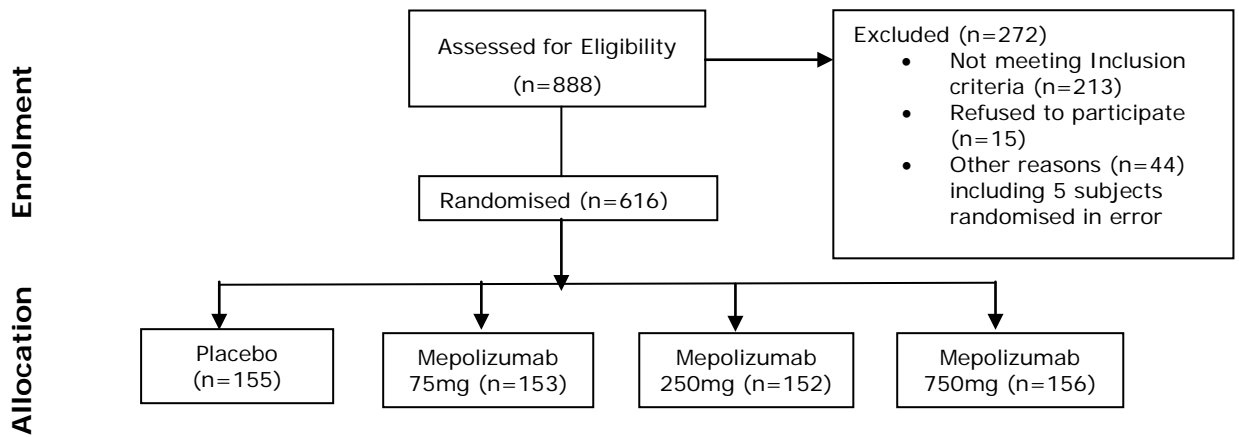 Enrolment
Assessed for Eligibility
(n=888)
Excluded (n=272)
• Not meeting Inclusion
criteria (n=213)
• Refused to participate
(n=15)
• Other reasons (n=44)
including 5 subjects
randomised in error
Randomised (n=616)
Allocation
Placebo
(n=155)
Mepolizumab
75mg (n=153)
Mepolizumab
250mg (n=152)
Mepolizumab
750mg (n=156)